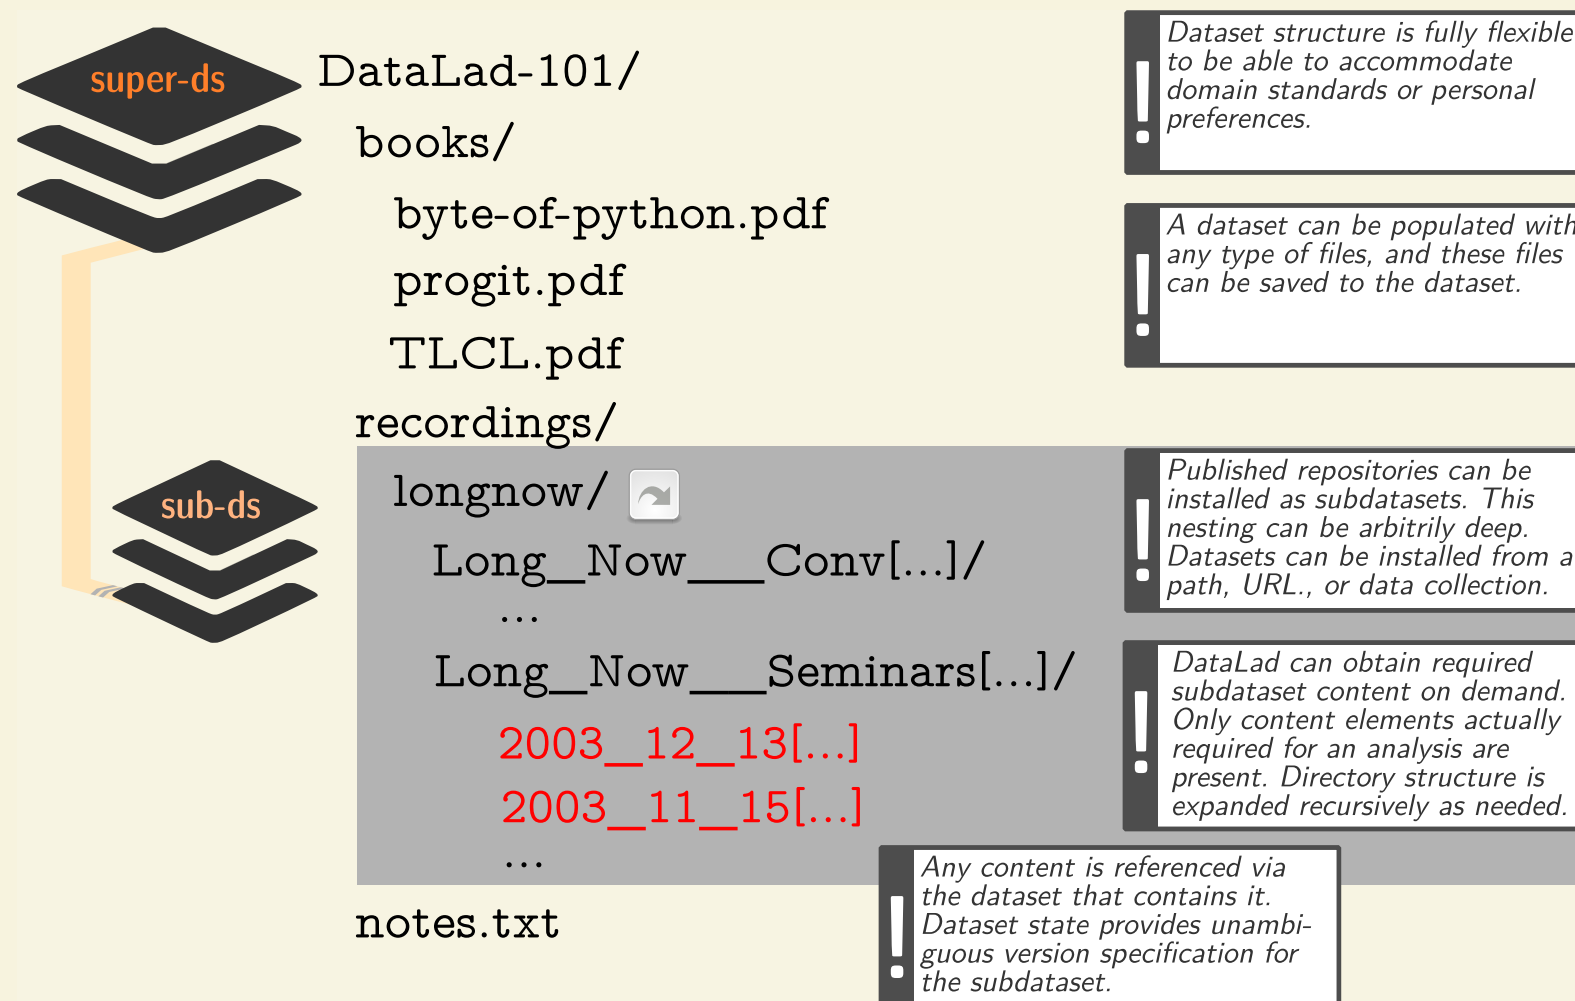 super-ds
DataLad-101/
books/
byte-of-python.pdf
progit.pdf
TLCL.pdf
recordings/
sub-ds
longnow/
Long_Now__Conv[...]/
...
Long_Now__Seminars[...]/
2003_12_13[...]
2003_11_15[...]
...
notes.txt
Dataset structure is fully flexible
to be able to accommodate
domain standards or personal
preferences.
!
A dataset can be populated with
any type of files, and these files
can be saved to the dataset.
!
Published repositories can be
installed as subdatasets. This
nesting can be arbitrily deep.
Datasets can be installed from a
path, URL., or data collection.
!
DataLad can obtain required
subdataset content on demand.
Only content elements actually
required for an analysis are
present. Directory structure is
expanded recursively as needed.
!
Any content is referenced via
the dataset that contains it.
Dataset state provides unambi-
guous version specification for
the subdataset.
!